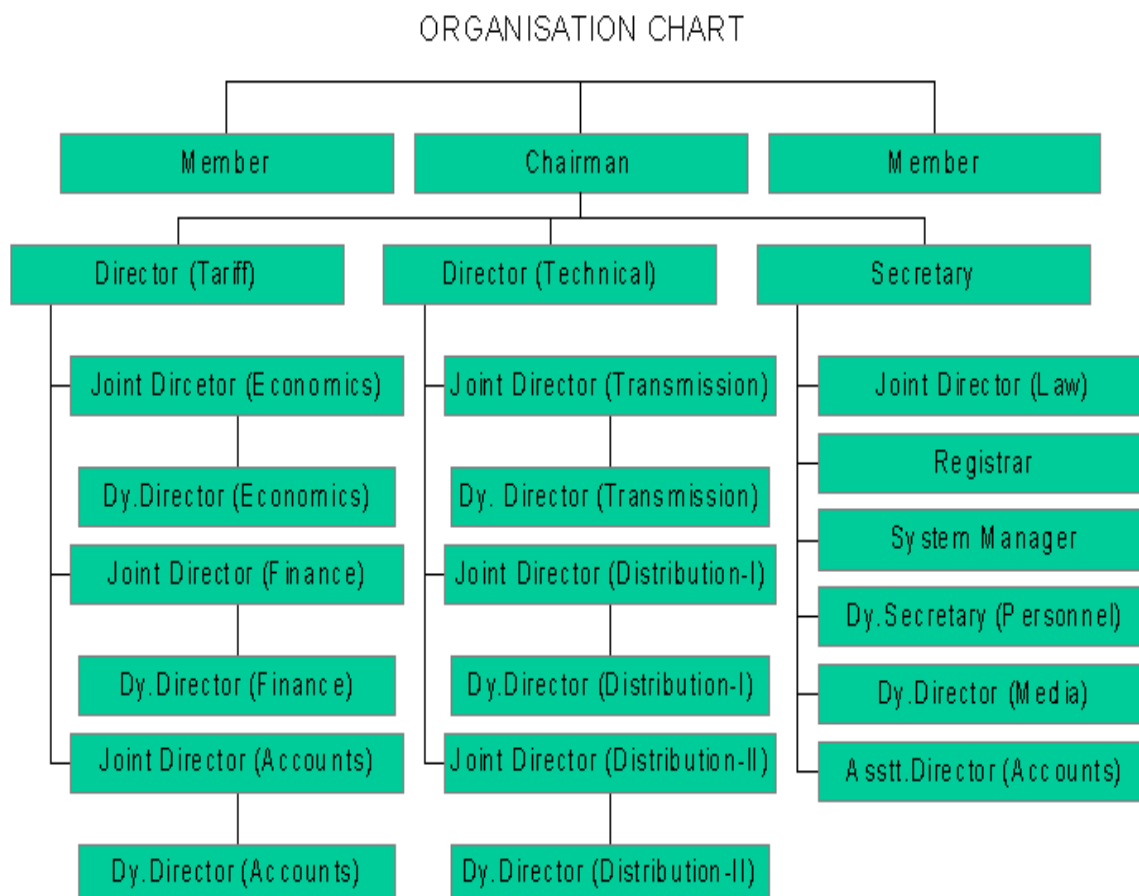 ORGANISATION CHART
Member
Chairman
Member
Director (Tariff)
Director (Technical)
Secretary
Joint Dircetor (Economics)
Dy.Director (Economics)
Joint Director (Finance)
Dy.Director (Finance)
Joint Director (Accounts)
Dy.Director (Accounts)
Joint Director (Transmission)
Dy. Director (Transmission)
Joint Director (Distribution-I)
Dy.Director (Distribution-I)
Joint Director (Distribution-II)
Dy.Director (Distribution-II)
Joint Director (Law)
Registrar
System Manager
Dy.Secretary (Personnel)
Dy.Director (Media)
Asstt.Director (Accounts)